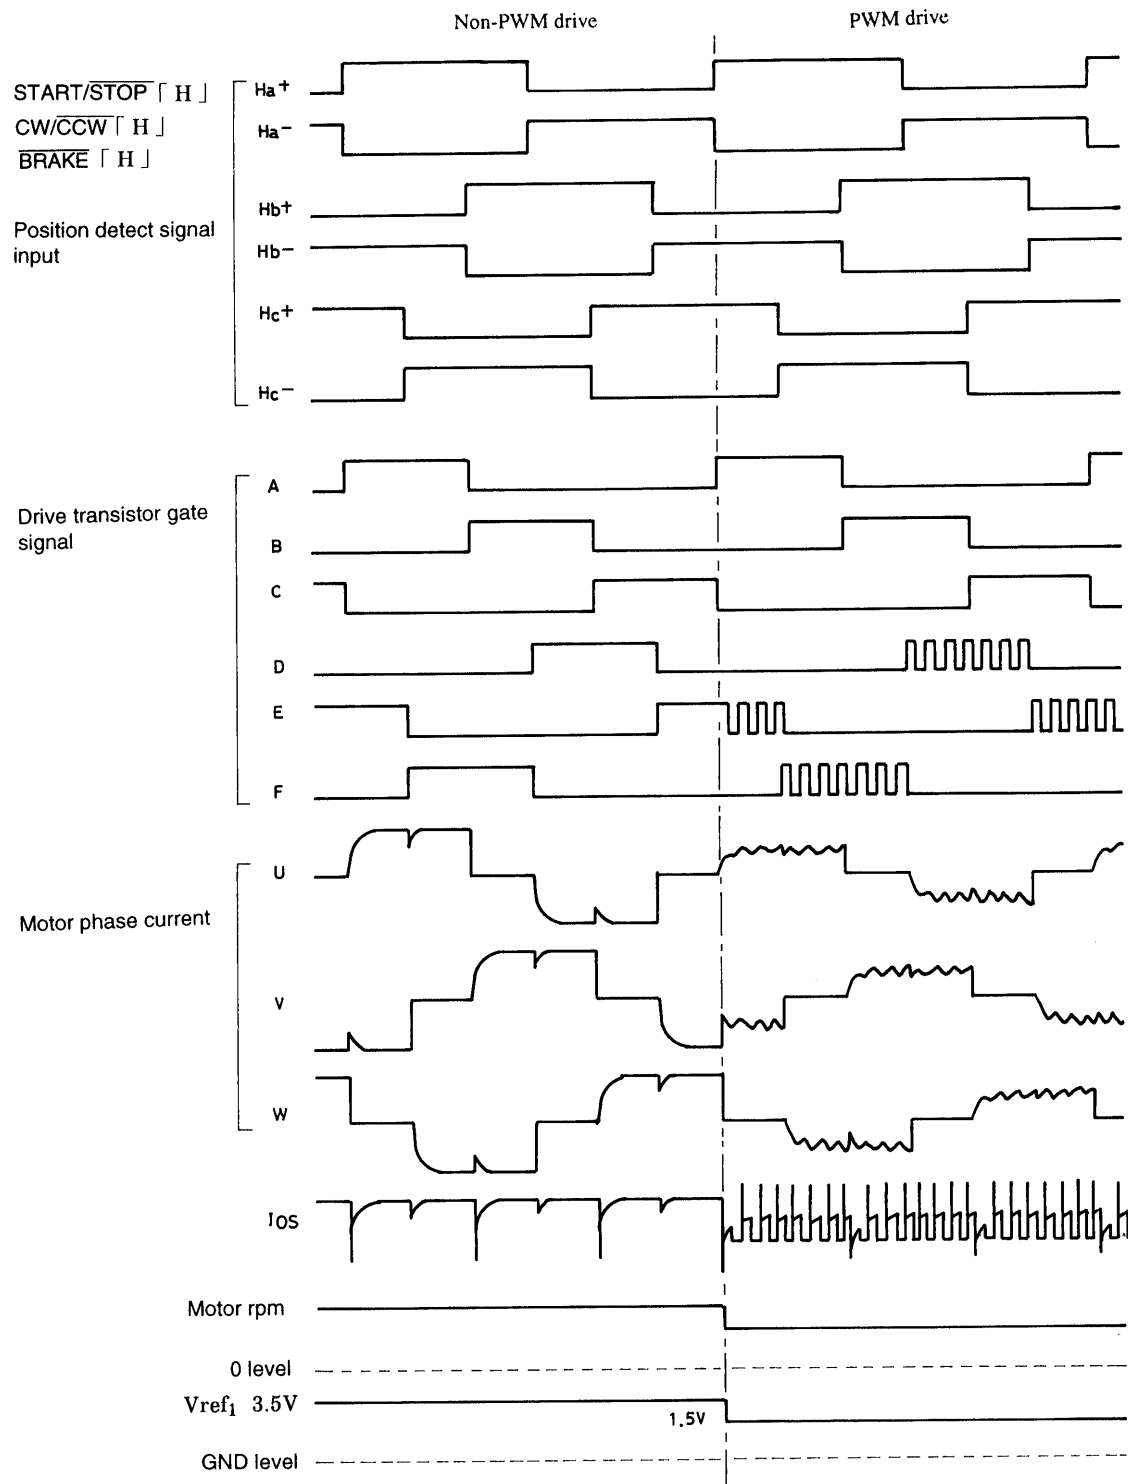 Non-PWM drive
PWM drive
START/STOP「H」
CW/CCW「H」
BRAKE「H」
Position detect signal
input
Ha+
Ha−
Hb+
Hb−
Hc+
Hc−
Drive transistor gate
signal
A
B
C
D
E
F
Motor phase current
U
V
W
IOS
Motor rpm
0 level
Vref1 3.5V
1.5V
GND level